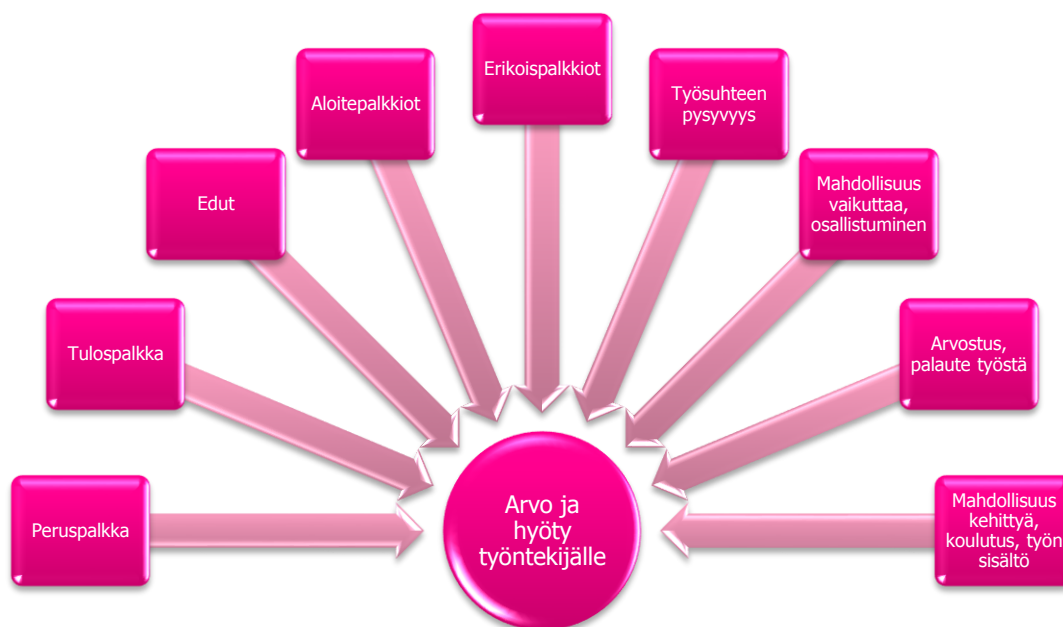 Peruspalkka
Tulospalkka
Edut
Aloitepalkkiot
Erikoispalkkiot
Työsuhteen
pysyvyys
Mahdollisuus
vaikuttaa,
osallistuminen
Arvostus,
palaute työstä
Mahdollisuus
kehittyä,
koulutus, työn
sisältö
Arvo ja
hyöty
työntekijälle